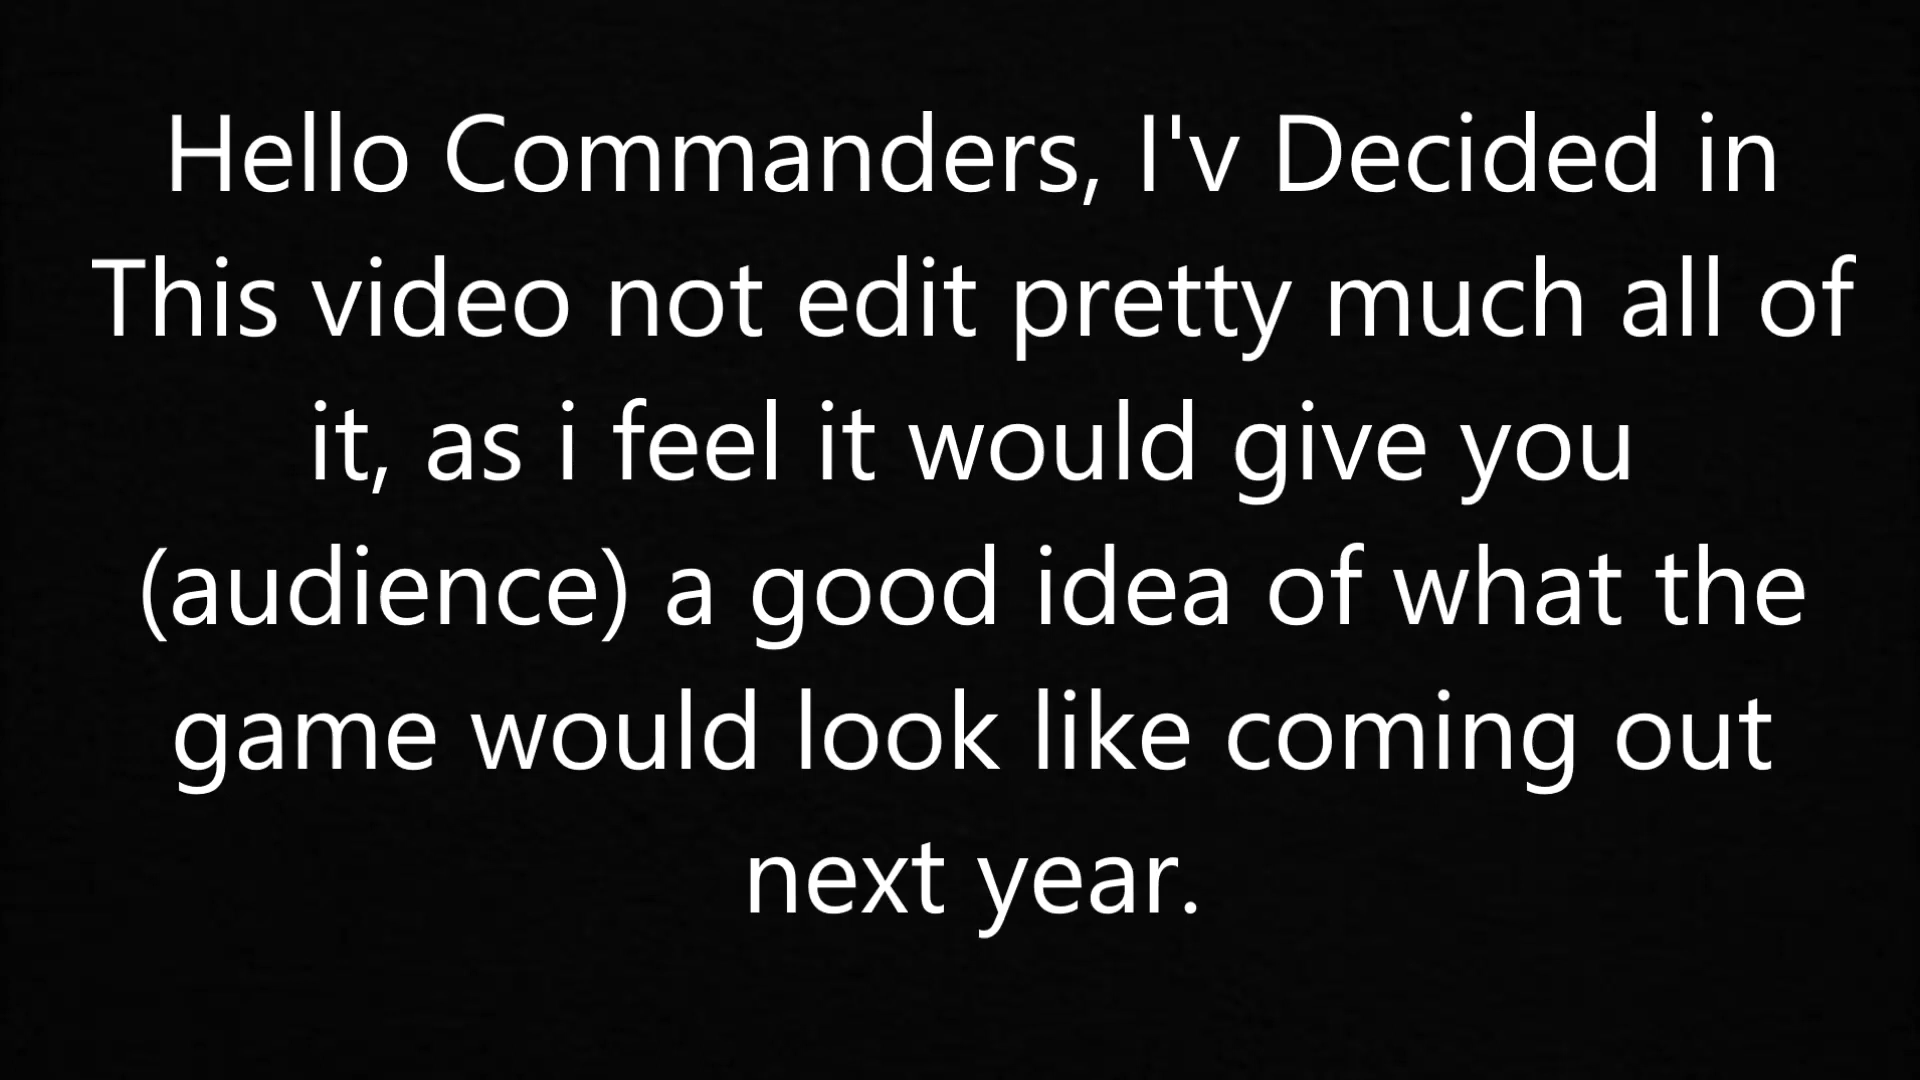 Hello Commanders, I'v Decided in
This video not edit pretty much all of
it, as i feel it would give you
(audience) a good idea of what the
game would look like coming out
next year.